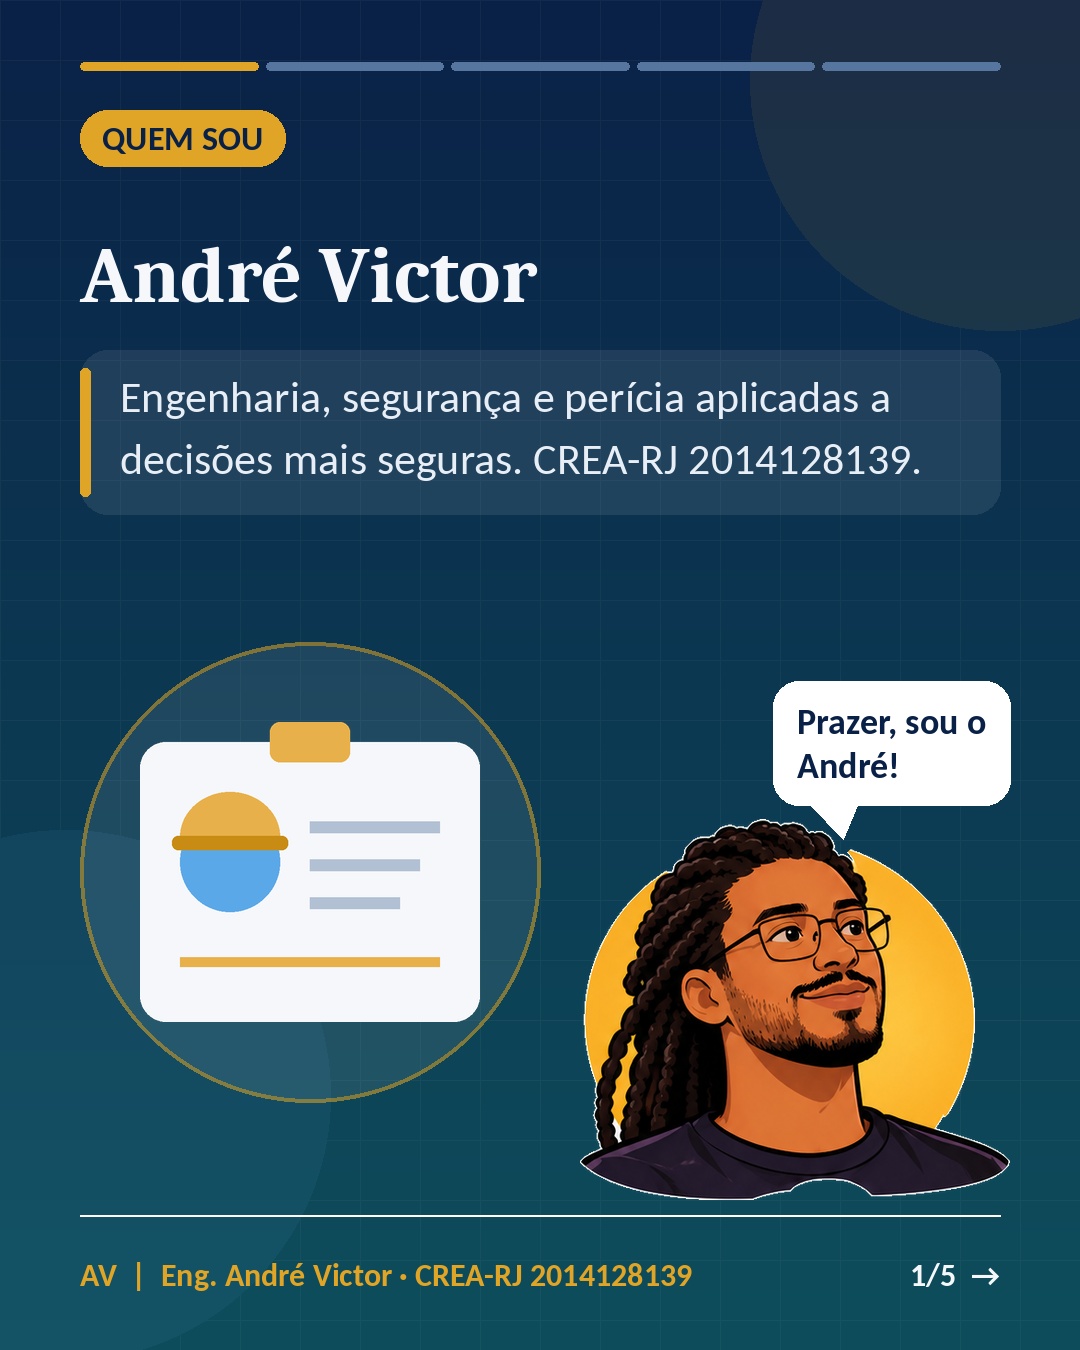 QUEM SOU
André Victor
Engenharia, segurança e perícia aplicadas a
decisões mais seguras. CREA-RJ 2014128139.
Prazer, sou o
André!
AV | Eng. André Victor · CREA-RJ 2014128139
1/5 →